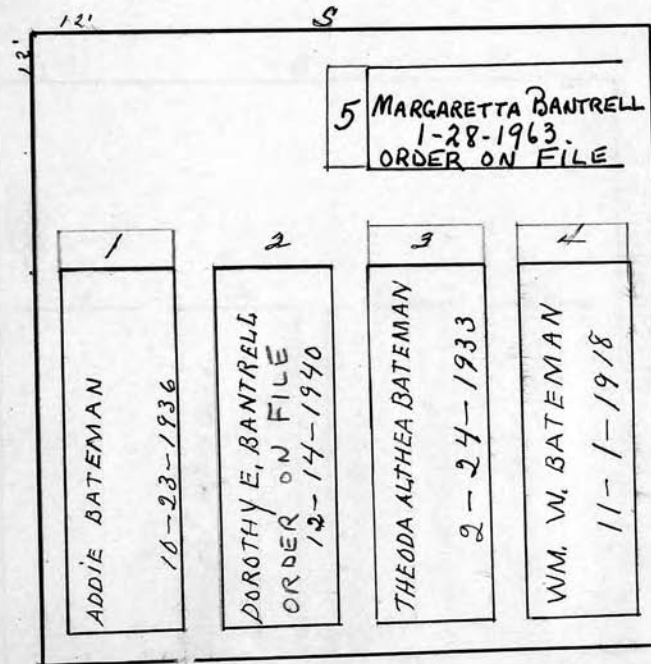 12'
S
12'
5
MARGARETTA BANTRELL
1-28-1963.
ORDER ON FILE
1
ADDIE BATEMAN
10-23-1936
2
DOROTHY E. BANTRELL
ORDER ON FILE
12-14-1940
3
THEODA ALTHEA BATEMAN
2-24-1933
4
WM. W. BATEMAN
11-1-1918